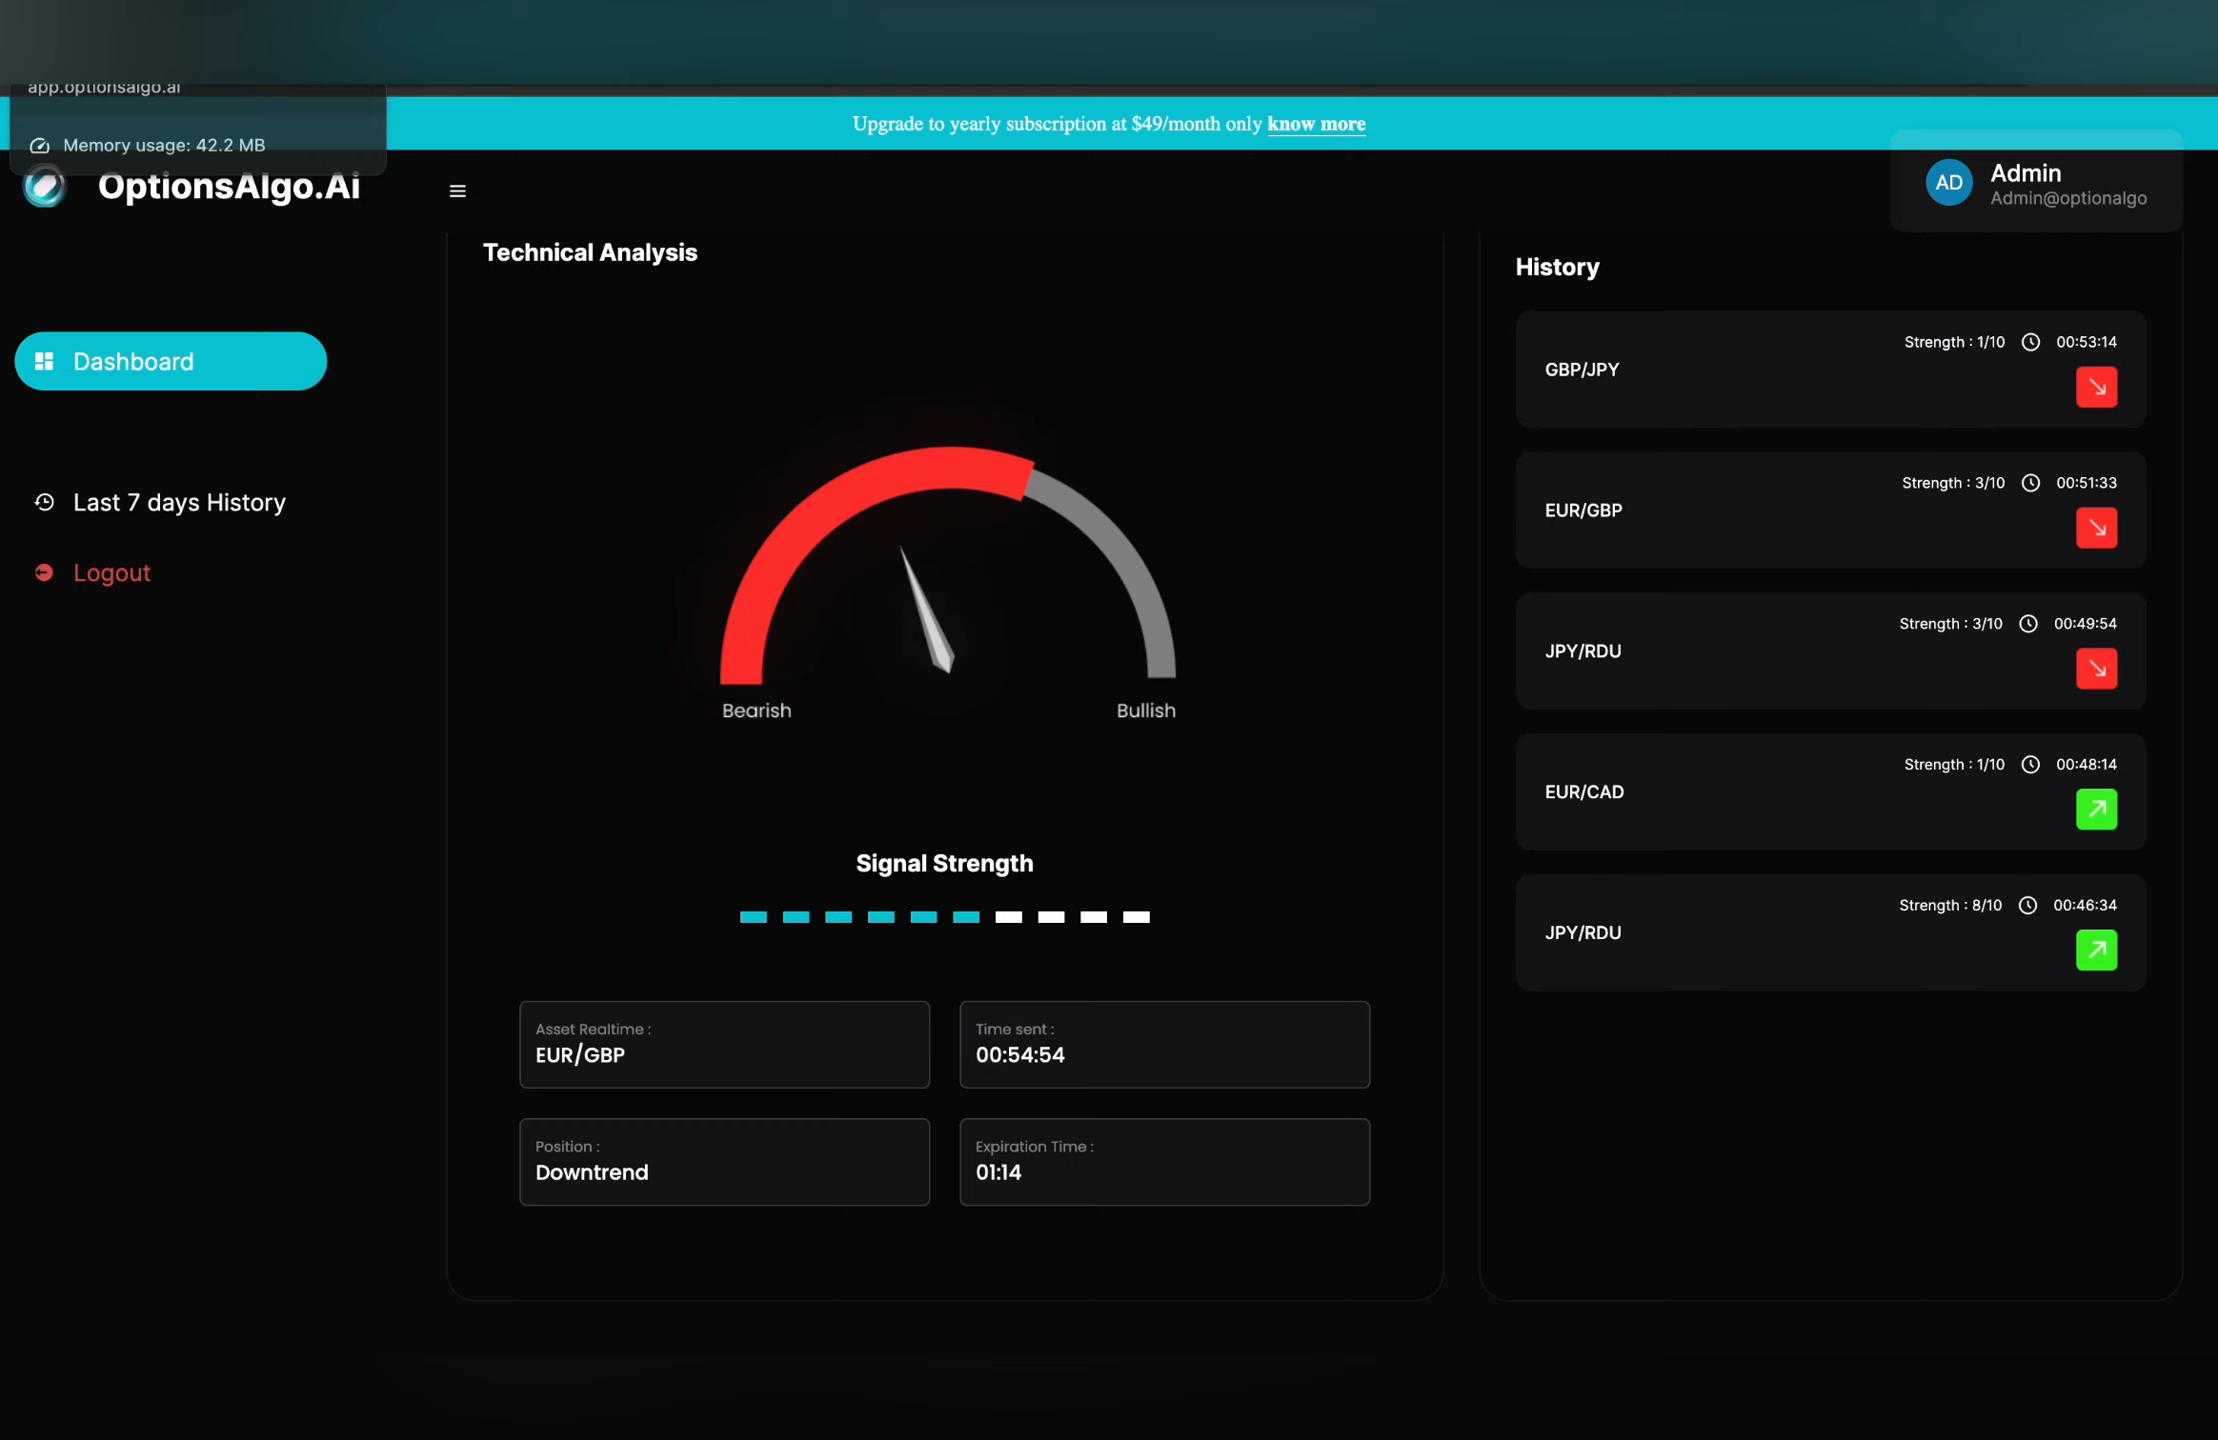 app.optionsalgo.ai
Memory usage: 42.2 MB
Upgrade to yearly subscription at $49/month only know more
OptionsAlgo.Ai
AD
Admin
Admin@optionalgo
Dashboard
Last 7 days History
Logout
Technical Analysis
Bearish
Bullish
Signal Strength
Asset Realtime :
EUR/GBP
Time sent :
00:54:54
Position :
Downtrend
Expiration Time :
01:14
History
Strength : 1/10 00:53:14
GBP/JPY
Strength : 3/10 00:51:33
EUR/GBP
Strength : 3/10 00:49:54
JPY/RDU
Strength : 1/10 00:48:14
EUR/CAD
Strength : 8/10 00:46:34
JPY/RDU